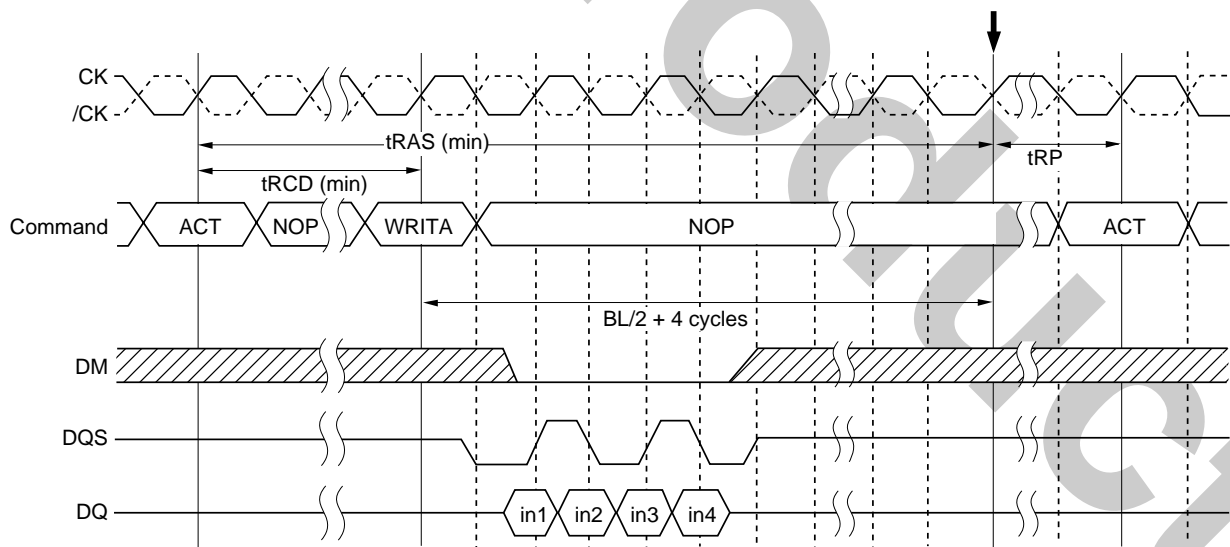 CK
/CK
tRAS (min)
tRP
tRCD (min)
Command ACT NOP WRITA NOP ACT
BL/2 + 4 cycles
DM
DQS
DQ in1 in2 in3 in4
oduct